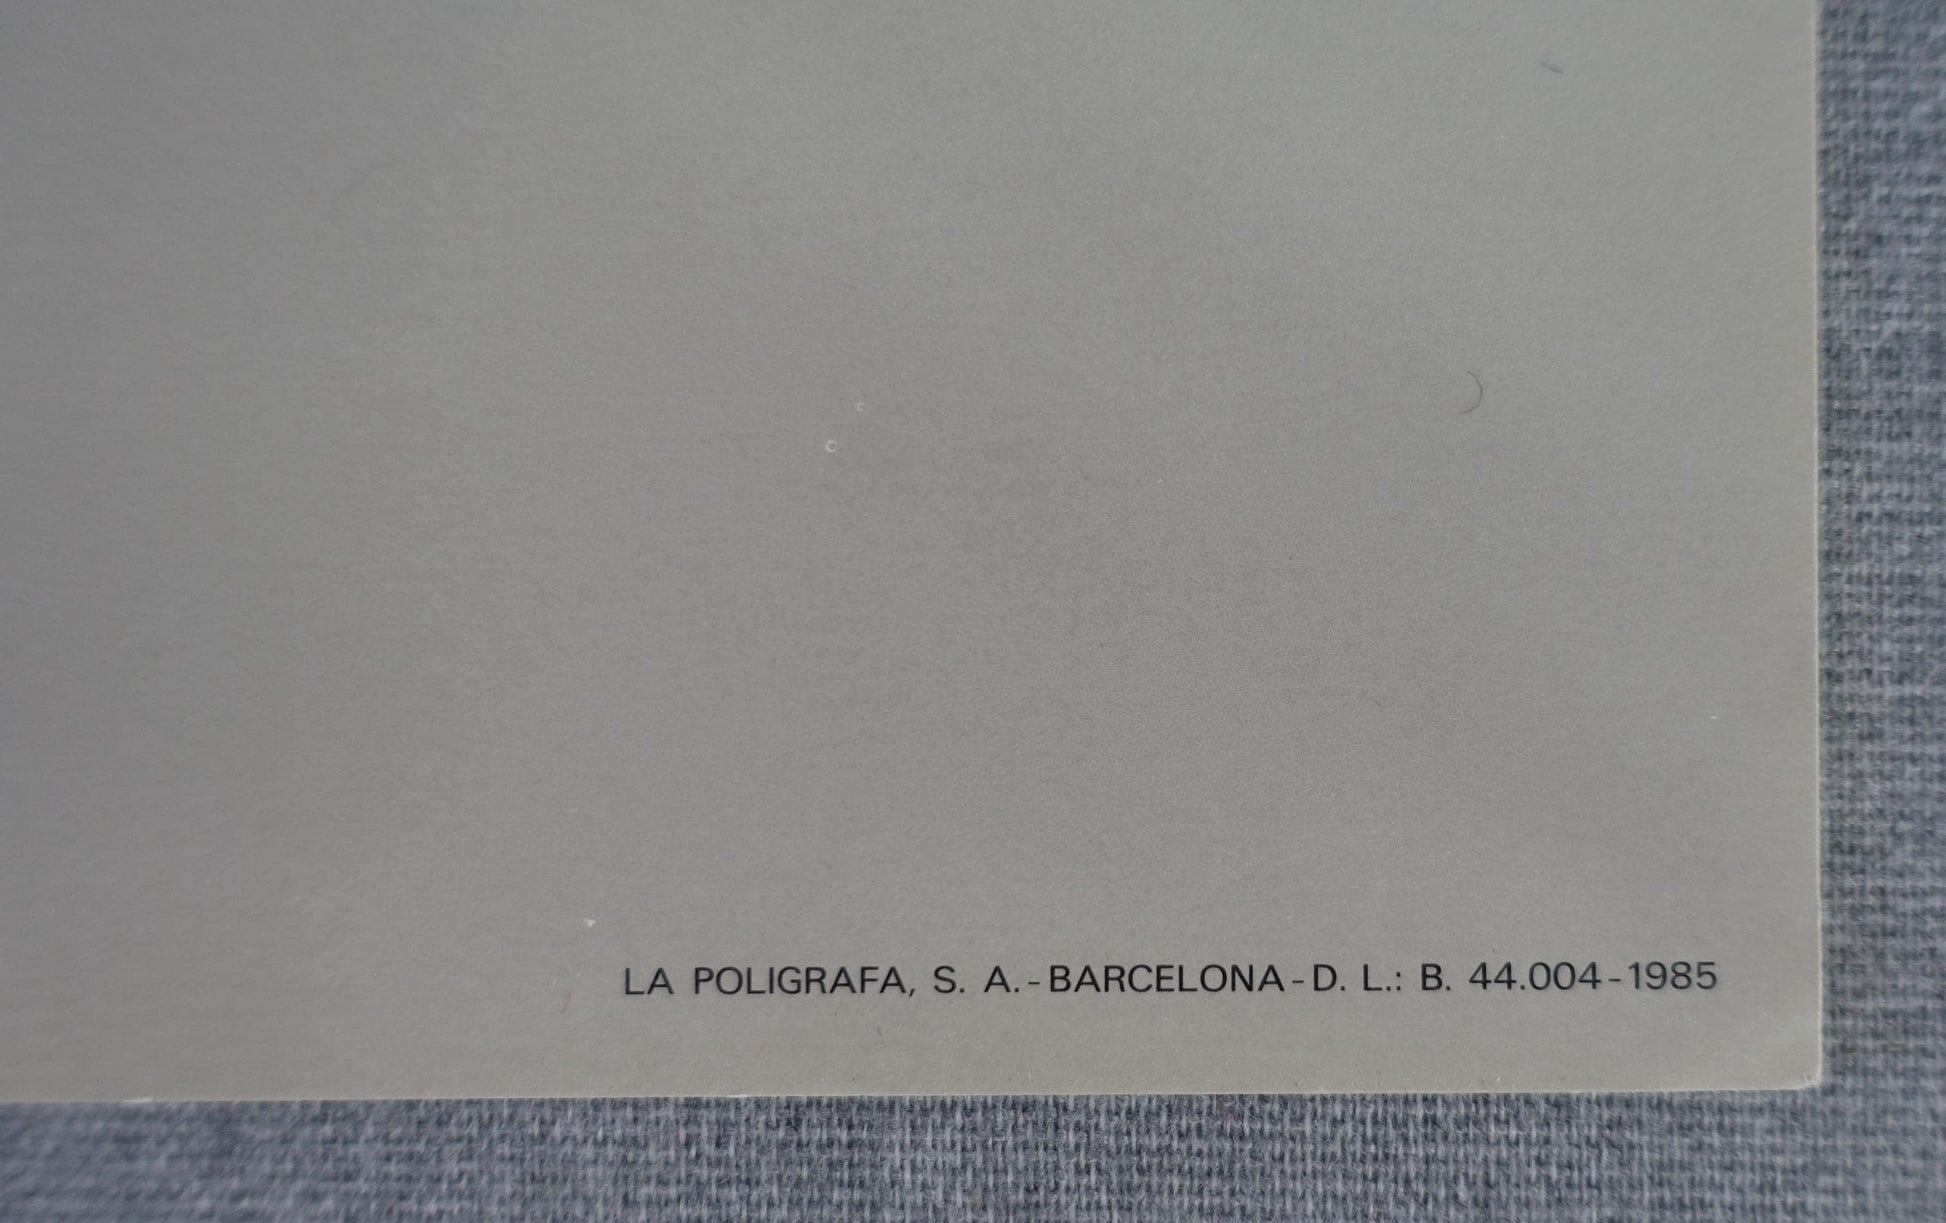 LA POLIGRAFA, S. A.-BARCELONA-D. L.: B. 44.004-1985